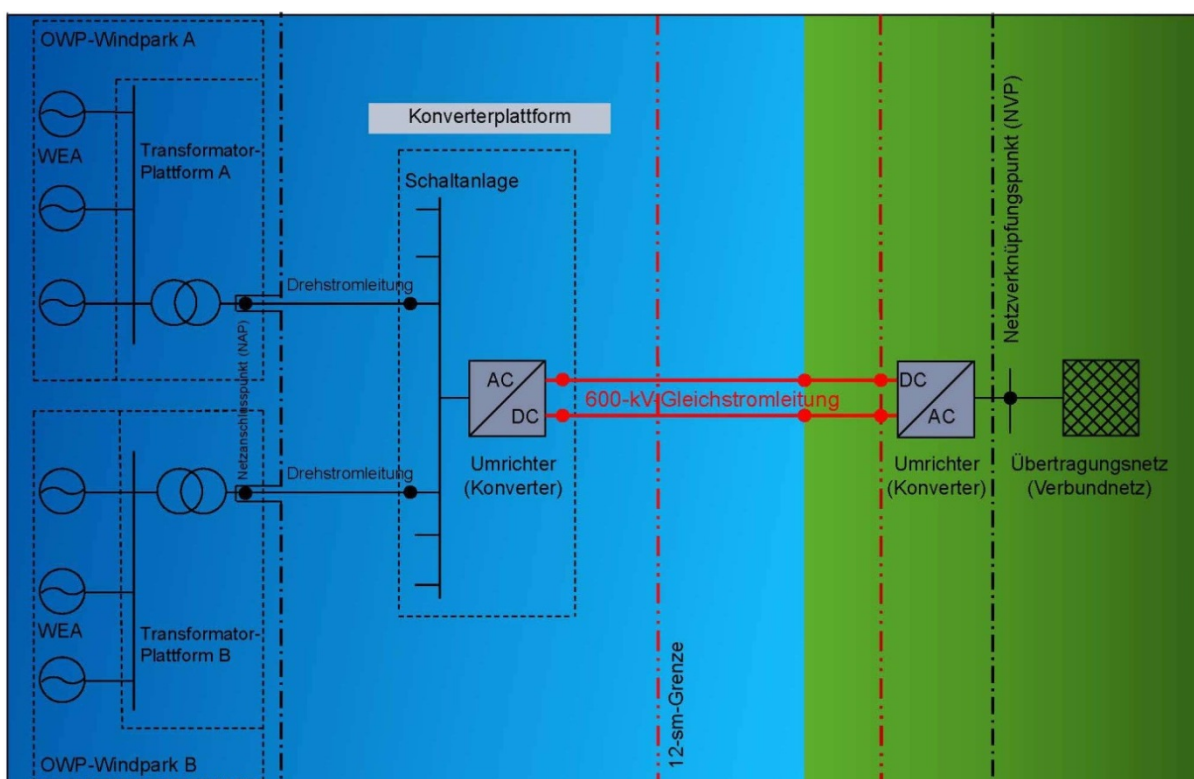 OWP-Windpark A
WEA
Transformator-
Plattform A
Konverterplattform
Schaltanlage
Drehstromleitung
Netzanschlusspunkt (NAP)
Netzverknüpfungspunkt (NVP)
AC
DC
600-kV-Gleichstromleitung
DC
AC
Umrichter
(Konverter)
Umrichter
(Konverter)
Übertragungsnetz
(Verbundnetz)
Drehstromleitung
WEA
Transformator-
Plattform B
12-sm-Grenze
OWP-Windpark B